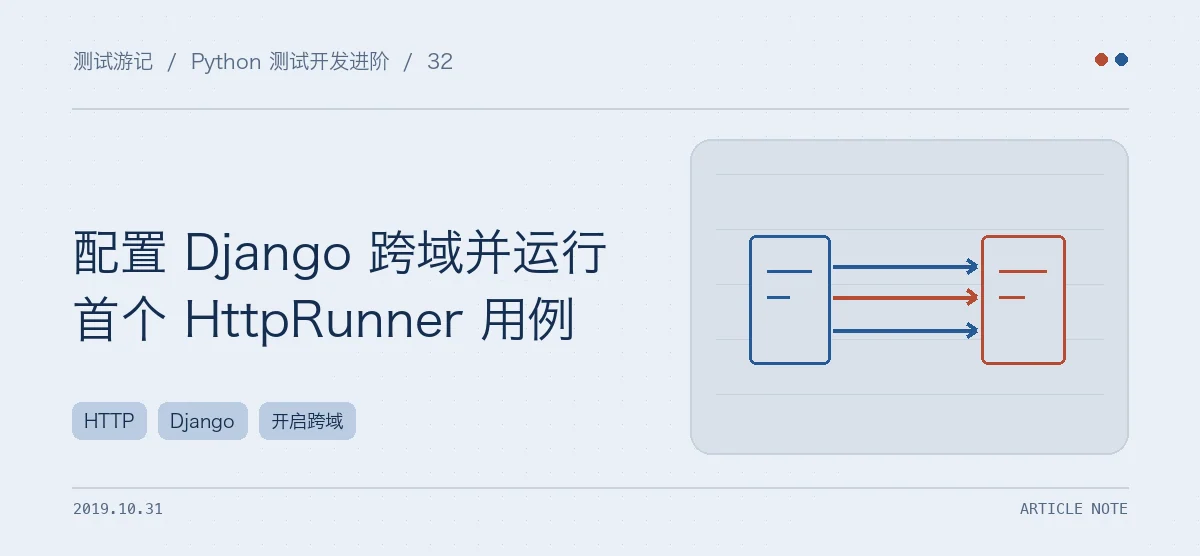 测试游记 / Python 测试开发进阶 / 32
配置 Django 跨域并运行
首个 HttpRunner 用例
HTTP
Django
开启跨域
2019.10.31
ARTICLE NOTE